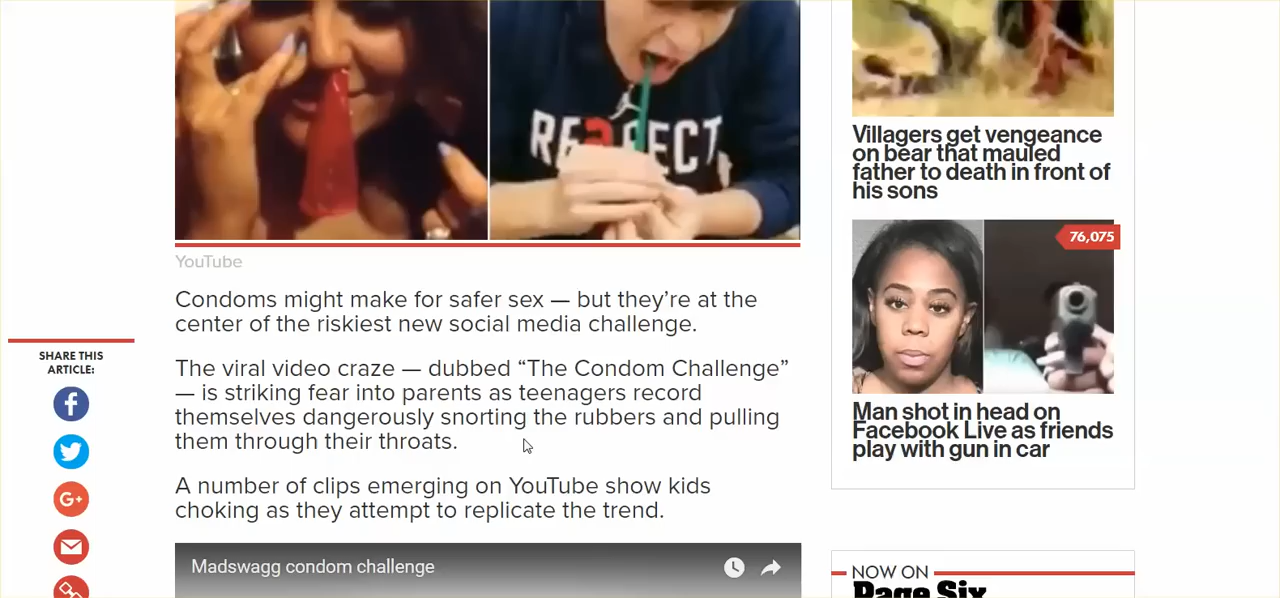 RE2PECT
YouTube
Condoms might make for safer sex — but they’re at the
center of the riskiest new social media challenge.
The viral video craze — dubbed “The Condom Challenge”
— is striking fear into parents as teenagers record
themselves dangerously snorting the rubbers and pulling
them through their throats.
A number of clips emerging on YouTube show kids
choking as they attempt to replicate the trend.
Madswagg condom challenge
SHARE THIS
ARTICLE:
f
G+
Villagers get vengeance
on bear that mauled
father to death in front of
his sons
76,075
Man shot in head on
Facebook Live as friends
play with gun in car
NOW ON
Page Six